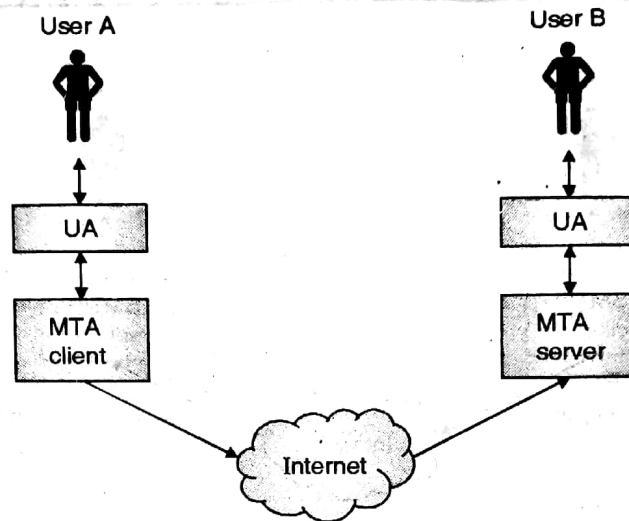 User A
User B
UA
UA
MTA
client
MTA
server
Internet